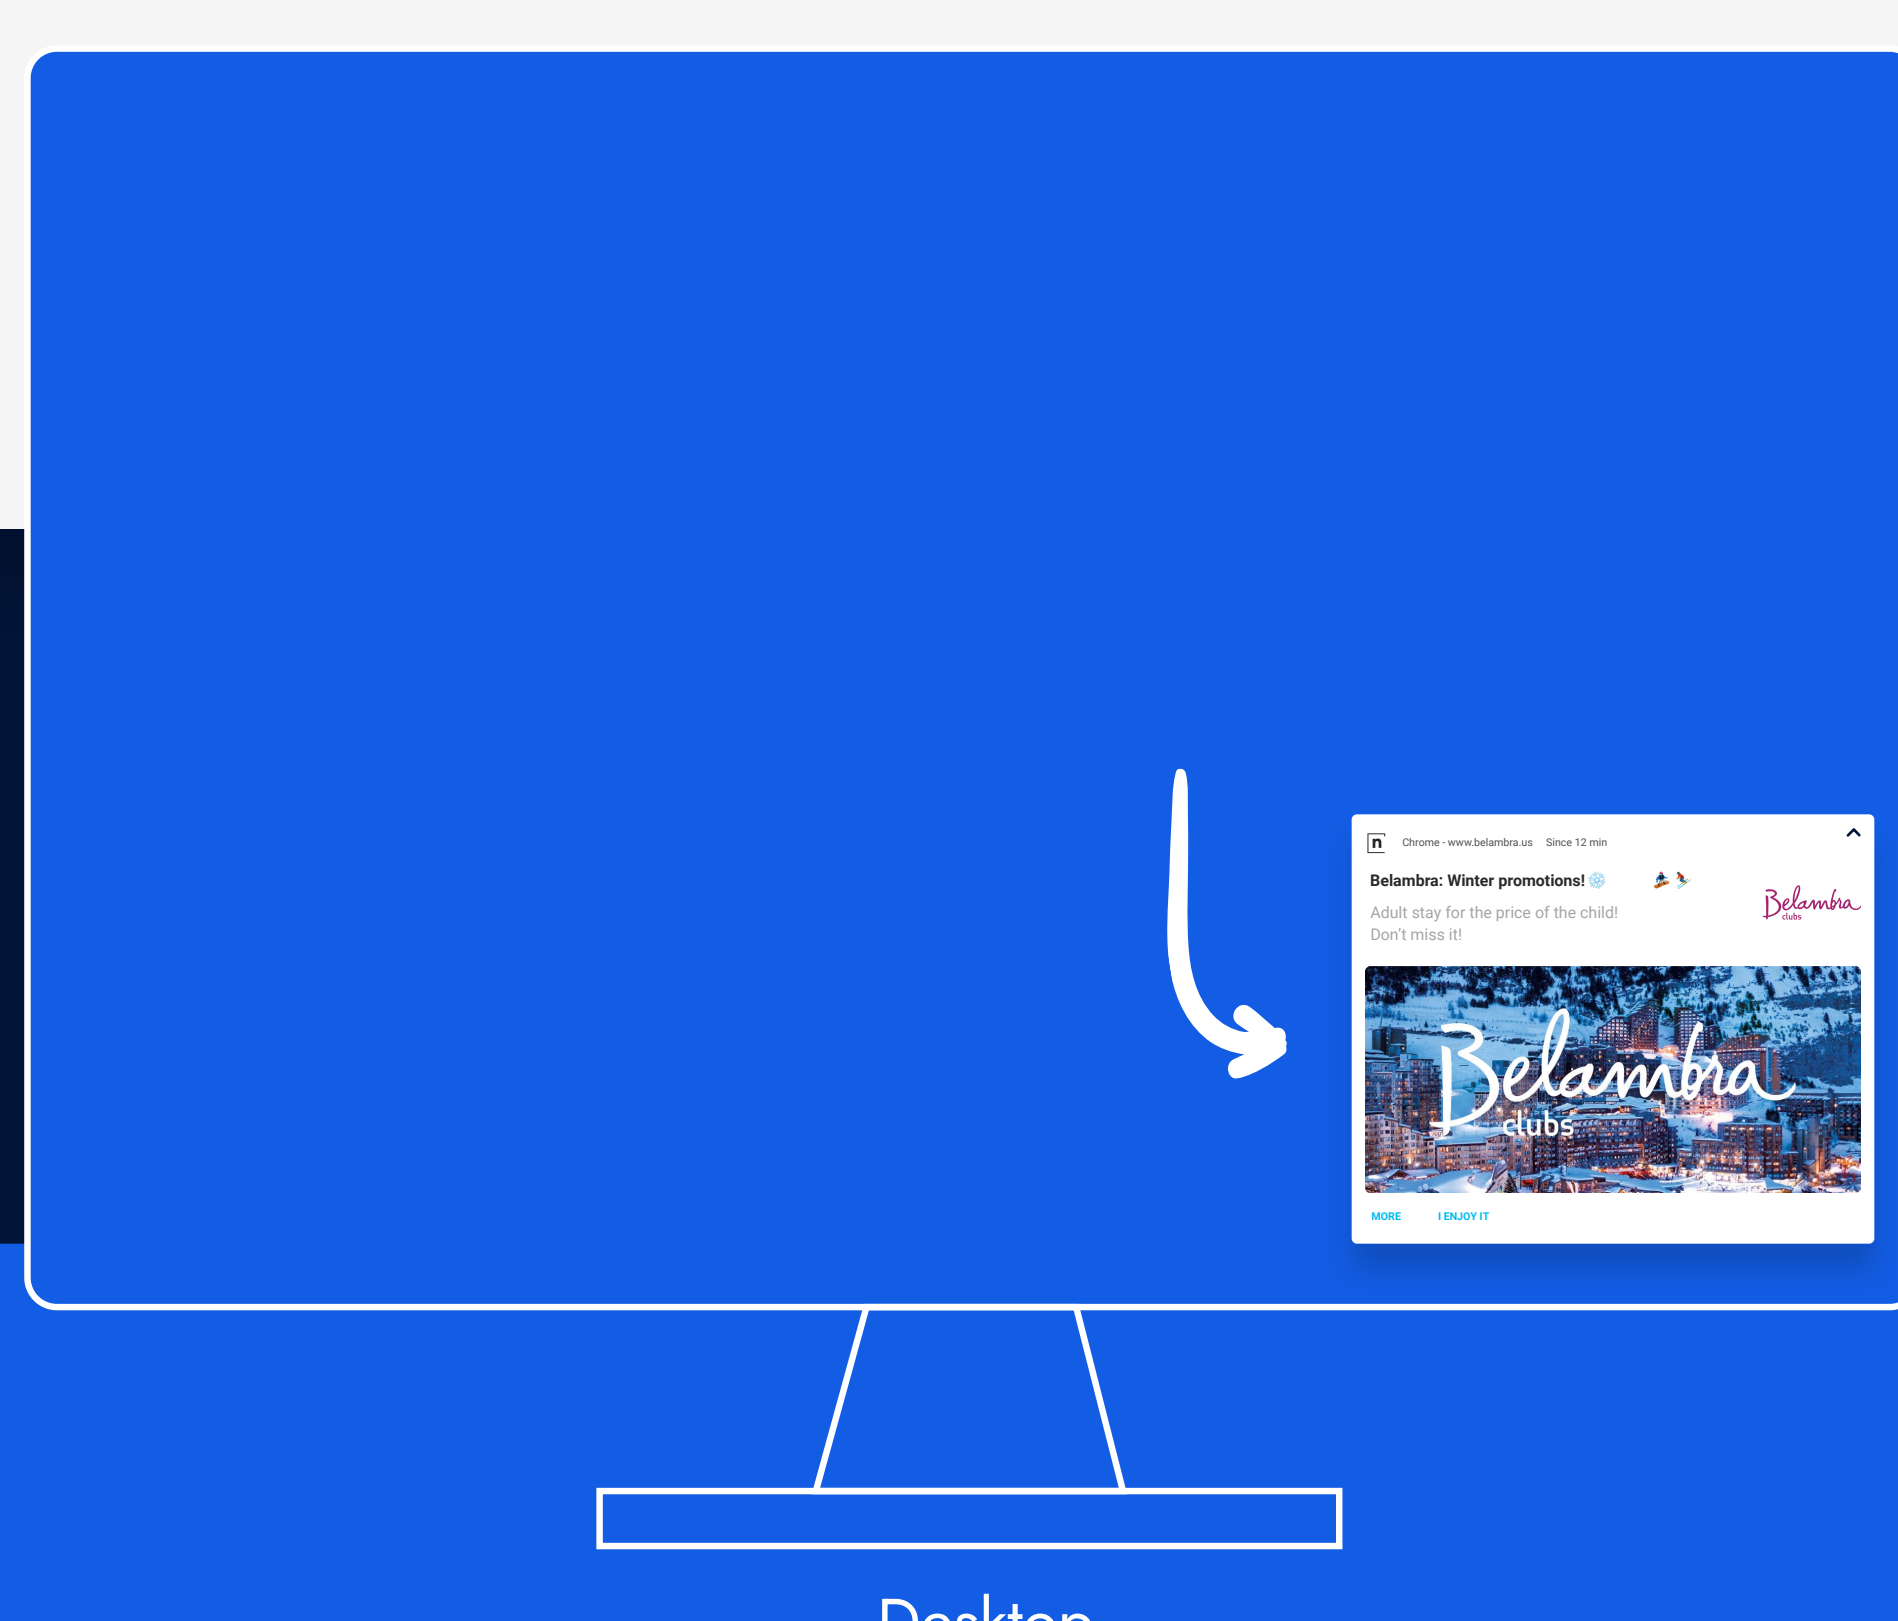 n Chrome - www.belambra.us Since 12 min
Belambra: Winter promotions!
Adult stay for the price of the child!
Don't miss it!
Belambra
clubs
Belambra
clubs
MORE I ENJOY IT
Desktop